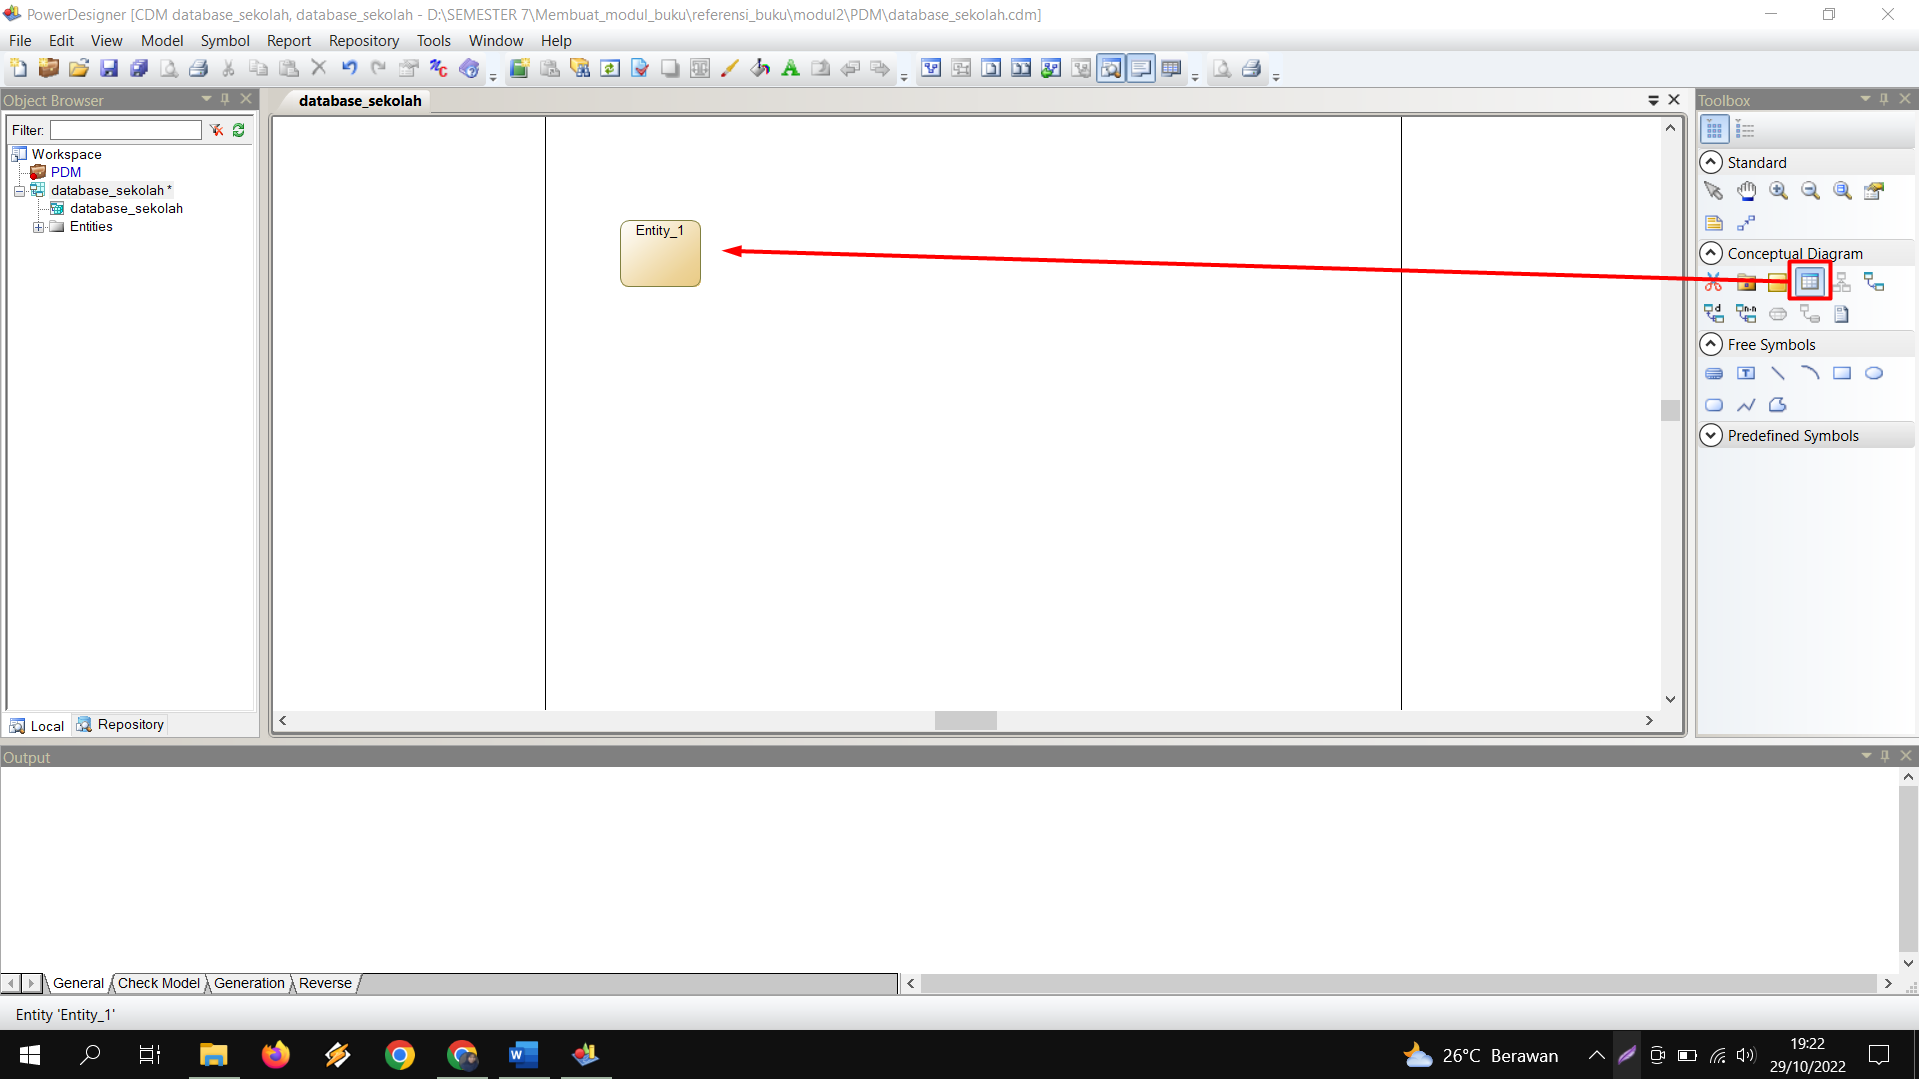 PowerDesigner [CDM database_sekolah, database_sekolah - D:\SEMESTER 7\Membuat_modul_buku\referensi_buku\modul2\PDM\database_sekolah.cdm]
File Edit View Model Symbol Report Repository Tools Window Help
Object Browser
database_sekolah
Toolbox
Filter:
Workspace
PDM
database_sekolah *
database_sekolah
Entities
Entity_1
Standard
Conceptual Diagram
Free Symbols
Predefined Symbols
Local Repository
Output
General Check Model Generation Reverse
Entity 'Entity_1'
26°C Berawan
19:22
29/10/2022